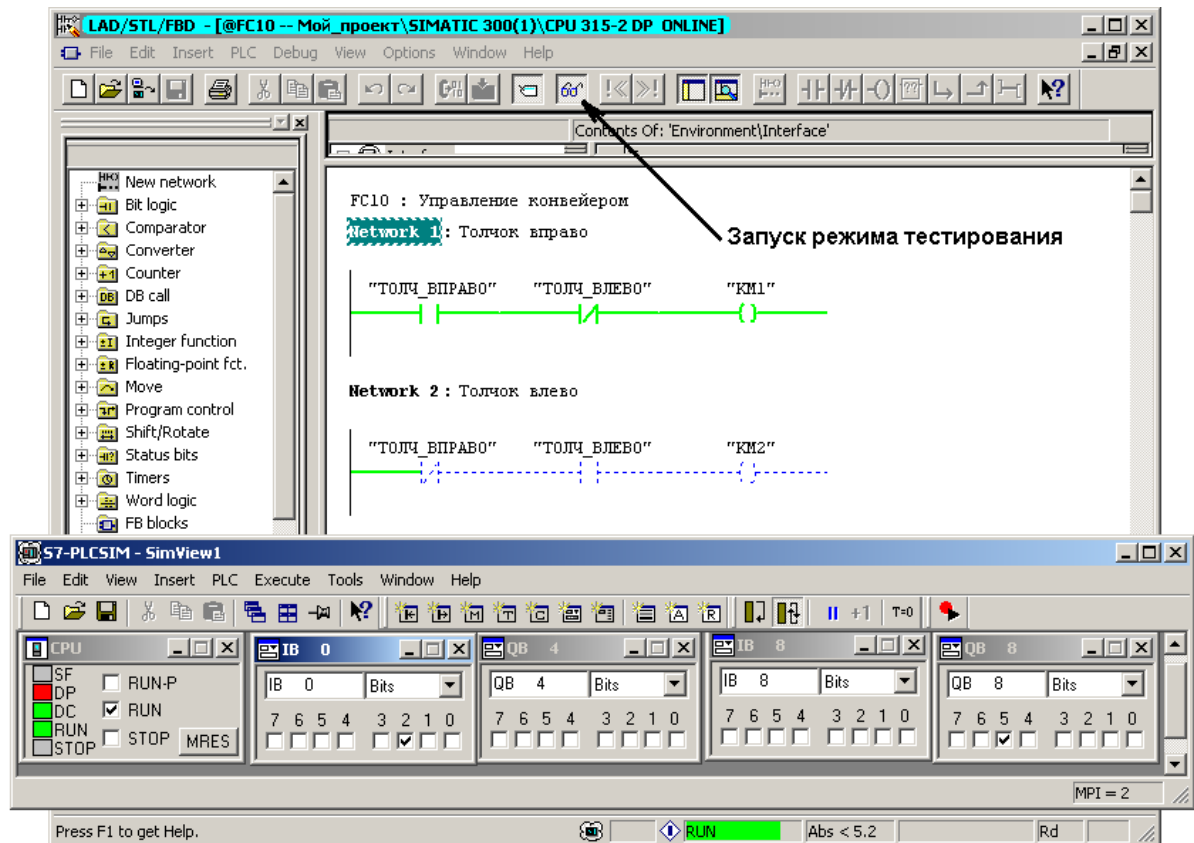 LAD/STL/FBD - [@FC10 -- Мой_проект\SIMATIC 300(1)\CPU 315-2 DP ONLINE]
File Edit Insert PLC Debug View Options Window Help
Contents Of: 'Environment\Interface'
New network
Bit logic
Comparator
Converter
Counter
DB call
Jumps
Integer function
Floating-point fct.
Move
Program control
Shift/Rotate
Status bits
Timers
Word logic
FB blocks
FC10 : Управление конвейером
Network 1: Толчок вправо
Запуск режима тестирования
"ТОЛЧ_ВПРАВО" "ТОЛЧ_ВЛЕВО" "КМ1"
Network 2: Толчок влево
"ТОЛЧ_ВПРАВО" "ТОЛЧ_ВЛЕВО" "КМ2"
S7-PLCSIM - SimView1
File Edit View Insert PLC Execute Tools Window Help
+1 T=0
CPU
SF
DP
DC
RUN
STOP
RUN-P
RUN
STOP MRES
IB 0
IB 0 Bits
7 6 5 4 3 2 1 0
QB 4
QB 4 Bits
7 6 5 4 3 2 1 0
IB 8
IB 8 Bits
7 6 5 4 3 2 1 0
QB 8
QB 8 Bits
7 6 5 4 3 2 1 0
MPI = 2
Press F1 to get Help. RUN Abs < 5.2 Rd